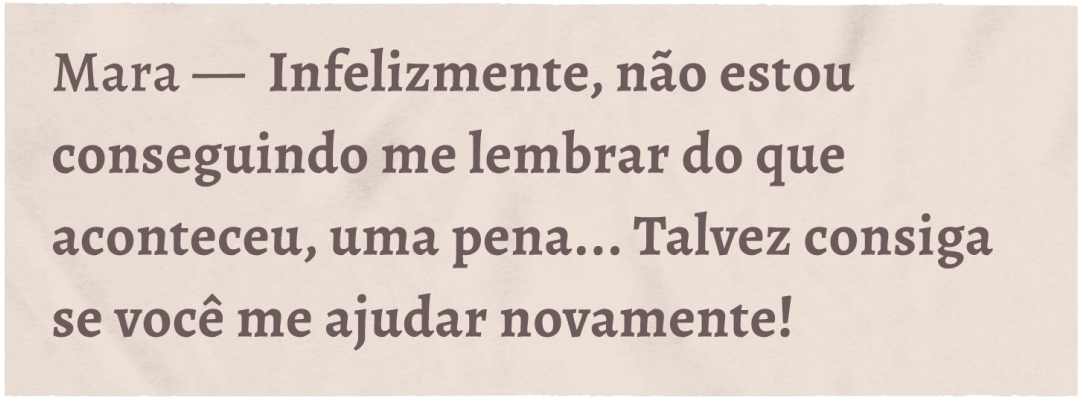 Mara — Infelizmente, não estou
conseguindo me lembrar do que
aconteceu, uma pena... Talvez consiga
se você me ajudar novamente!